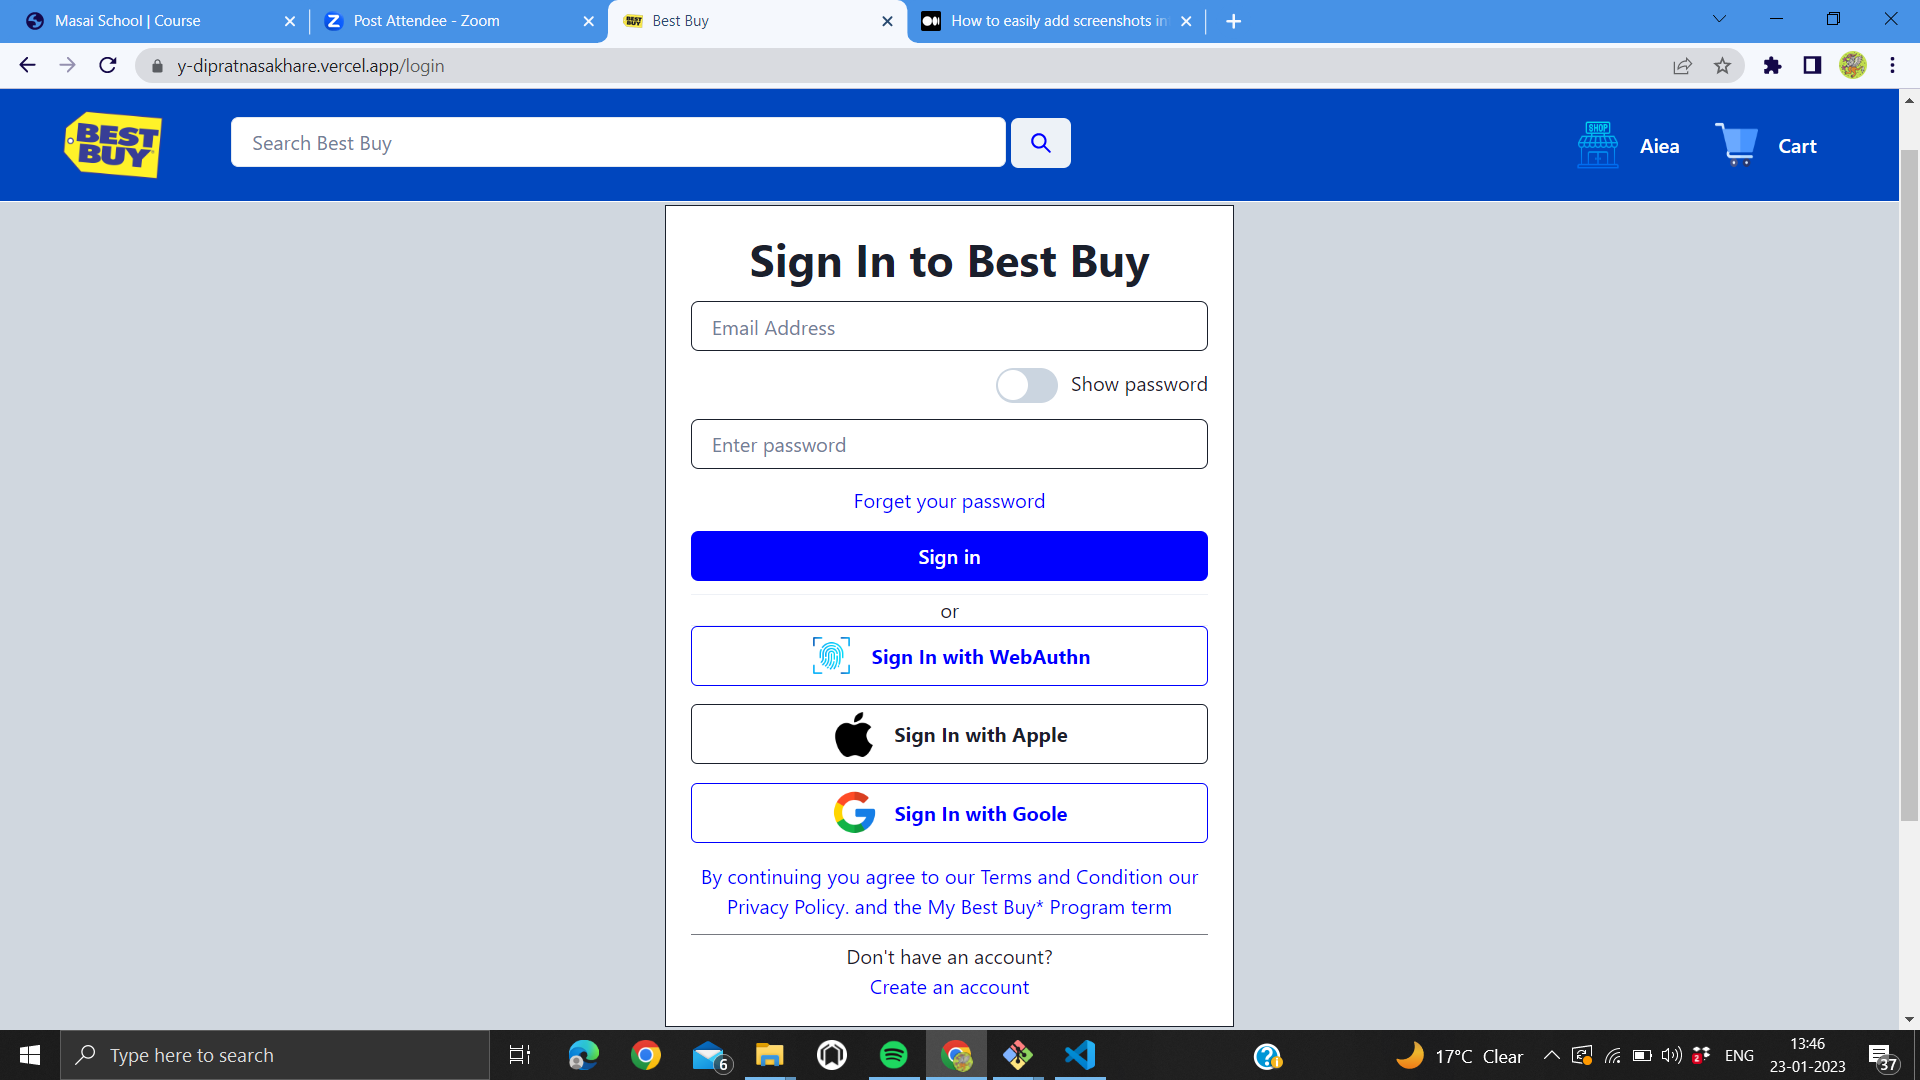 Masai School | Course
Post Attendee - Zoom
Best Buy
How to easily add screenshots in
y-dipratnasakhare.vercel.app/login
BEST BUY
Search Best Buy
SHOP
Aiea
Cart
Sign In to Best Buy
Email Address
Show password
Enter password
Forget your password
Sign in
or
Sign In with WebAuthn
Sign In with Apple
Sign In with Goole
By continuing you agree to our Terms and Condition our
Privacy Policy. and the My Best Buy* Program term
Don't have an account?
Create an account
Type here to search
6
17°C Clear
2
ENG
13:46
23-01-2023
37